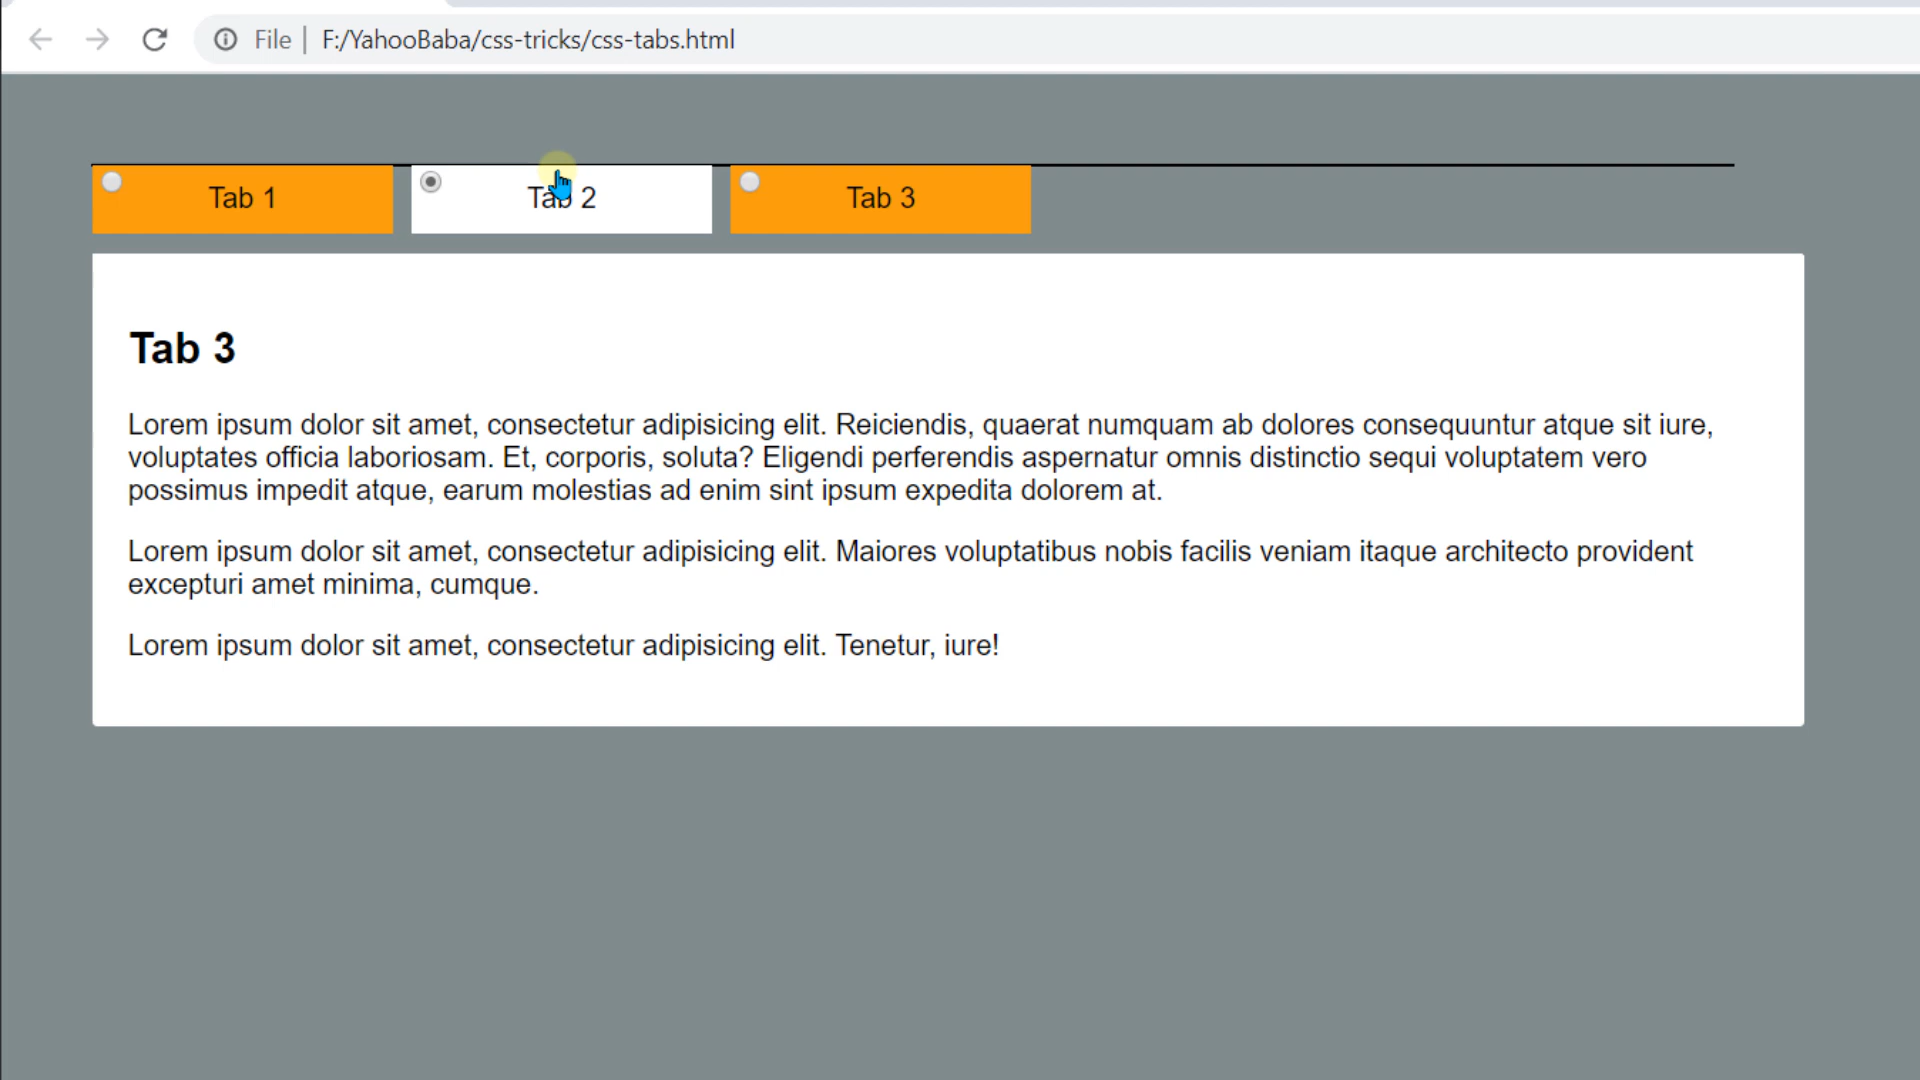 File | F:/YahooBaba/css-tricks/css-tabs.html
Tab 1 Tab 2 Tab 3
Tab 3
Lorem ipsum dolor sit amet, consectetur adipisicing elit. Reiciendis, quaerat numquam ab dolores consequuntur atque sit iure,
voluptates officia laboriosam. Et, corporis, soluta? Eligendi perferendis aspernatur omnis distinctio sequi voluptatem vero
possimus impedit atque, earum molestias ad enim sint ipsum expedita dolorem at.
Lorem ipsum dolor sit amet, consectetur adipisicing elit. Maiores voluptatibus nobis facilis veniam itaque architecto provident
excepturi amet minima, cumque.
Lorem ipsum dolor sit amet, consectetur adipisicing elit. Tenetur, iure!